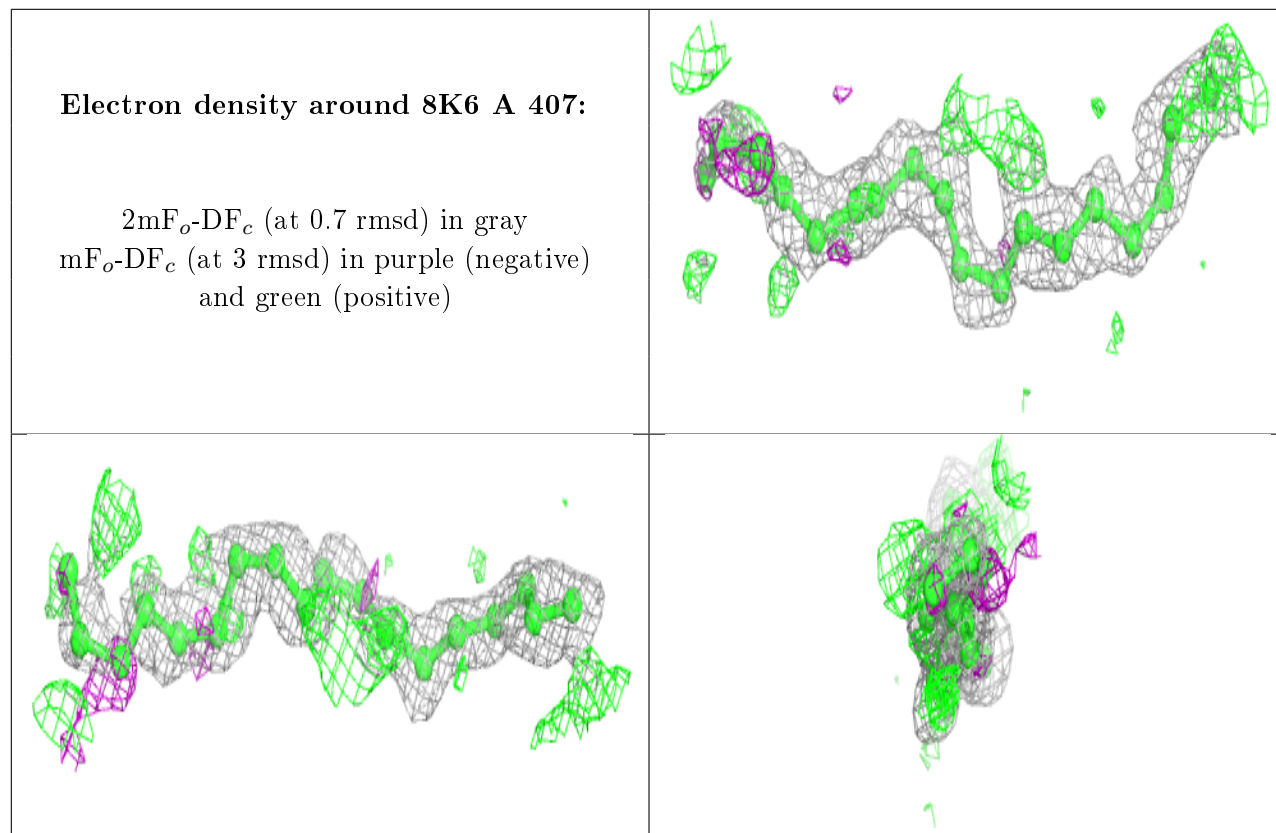 Electron density around 8K6 A 407:
2mFₒ-DF𝒸 (at 0.7 rmsd) in gray
mFₒ-DF𝒸 (at 3 rmsd) in purple (negative)
and green (positive)